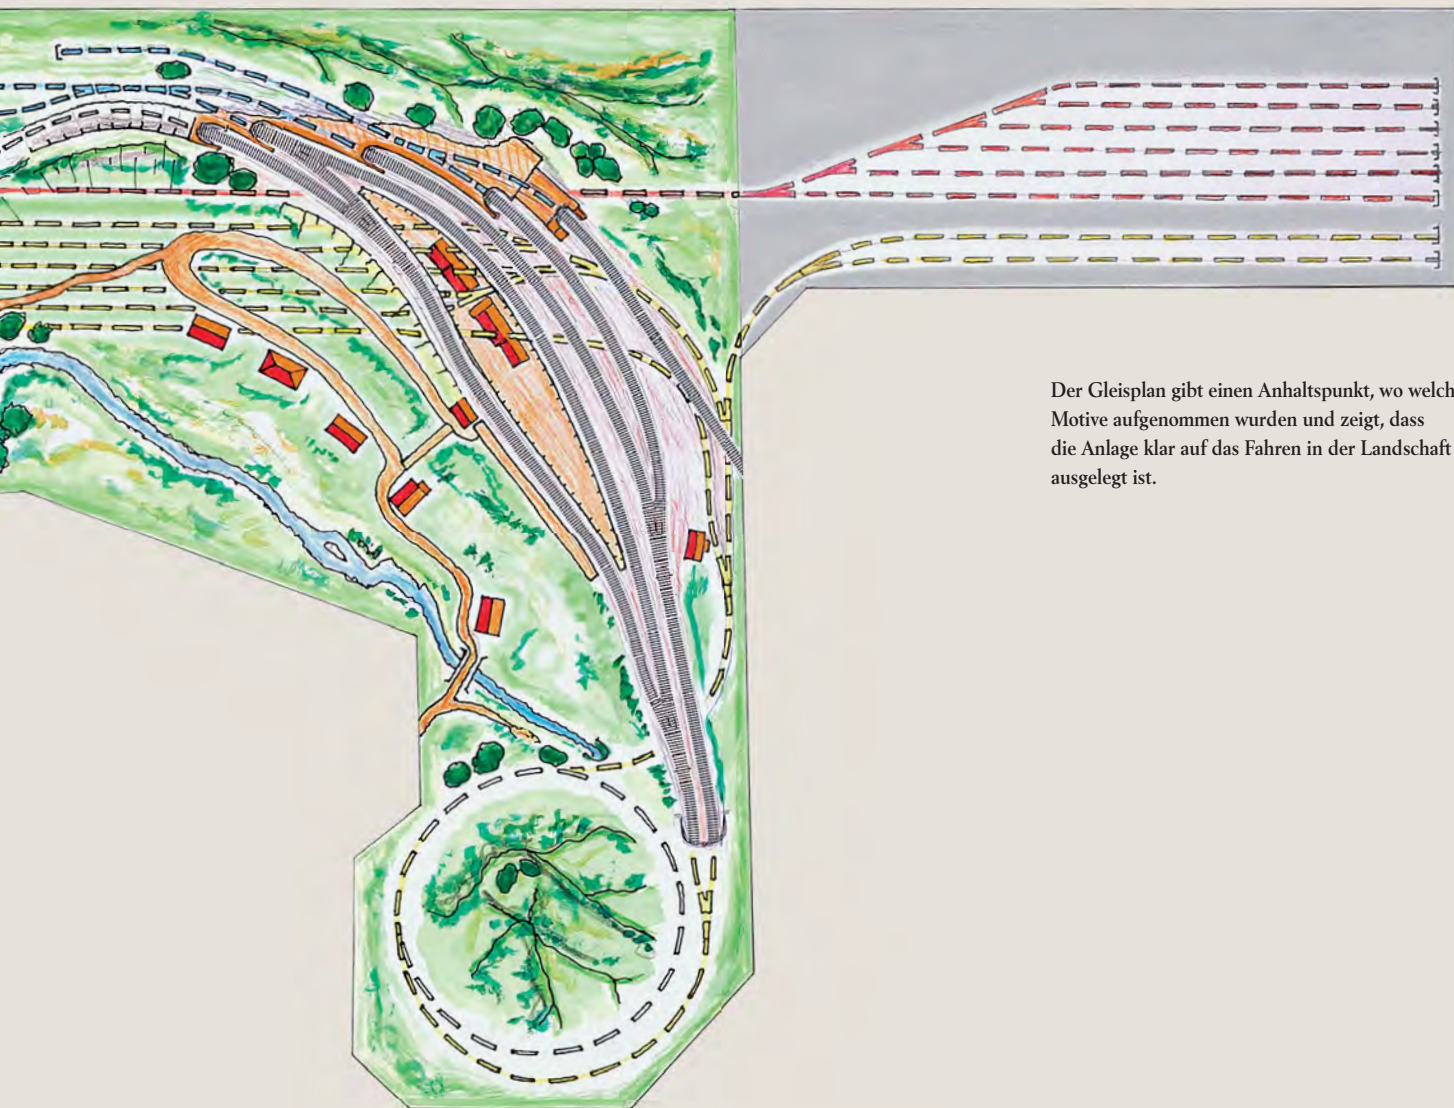 Der Gleisplan gibt einen Anhaltspunkt, wo welch
Motive aufgenommen wurden und zeigt, dass
die Anlage klar auf das Fahren in der Landschaft
ausgelegt ist.